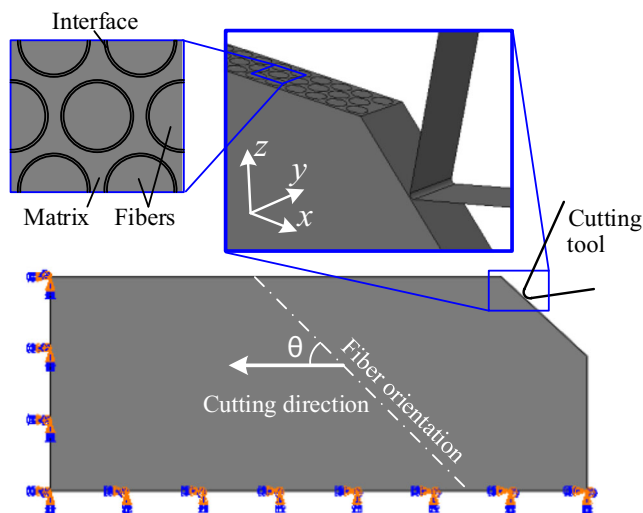 Interface
Matrix
Fibers
z
y
x
Cutting
tool
θ
Fiber orientation
Cutting direction